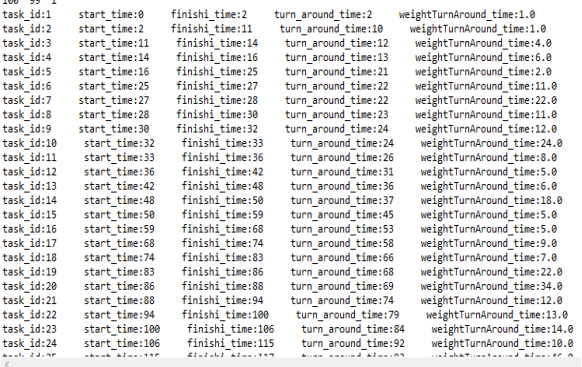 100 99 1
task_id:1 start_time:0 finishi_time:2 turn_around_time:2 weightTurnAround_time:1.0
task_id:2 start_time:2 finishi_time:11 turn_around_time:10 weightTurnAround_time:1.0
task_id:3 start_time:11 finishi_time:14 turn_around_time:12 weightTurnAround_time:4.0
task_id:4 start_time:14 finishi_time:16 turn_around_time:13 weightTurnAround_time:6.0
task_id:5 start_time:16 finishi_time:25 turn_around_time:21 weightTurnAround_time:2.0
task_id:6 start_time:25 finishi_time:27 turn_around_time:22 weightTurnAround_time:11.0
task_id:7 start_time:27 finishi_time:28 turn_around_time:22 weightTurnAround_time:22.0
task_id:8 start_time:28 finishi_time:30 turn_around_time:23 weightTurnAround_time:11.0
task_id:9 start_time:30 finishi_time:32 turn_around_time:24 weightTurnAround_time:12.0
task_id:10 start_time:32 finishi_time:33 turn_around_time:24 weightTurnAround_time:24.0
task_id:11 start_time:33 finishi_time:36 turn_around_time:26 weightTurnAround_time:8.0
task_id:12 start_time:36 finishi_time:42 turn_around_time:31 weightTurnAround_time:5.0
task_id:13 start_time:42 finishi_time:48 turn_around_time:36 weightTurnAround_time:6.0
task_id:14 start_time:48 finishi_time:50 turn_around_time:37 weightTurnAround_time:18.0
task_id:15 start_time:50 finishi_time:59 turn_around_time:45 weightTurnAround_time:5.0
task_id:16 start_time:59 finishi_time:68 turn_around_time:53 weightTurnAround_time:5.0
task_id:17 start_time:68 finishi_time:74 turn_around_time:58 weightTurnAround_time:9.0
task_id:18 start_time:74 finishi_time:83 turn_around_time:66 weightTurnAround_time:7.0
task_id:19 start_time:83 finishi_time:86 turn_around_time:68 weightTurnAround_time:22.0
task_id:20 start_time:86 finishi_time:88 turn_around_time:69 weightTurnAround_time:34.0
task_id:21 start_time:88 finishi_time:94 turn_around_time:74 weightTurnAround_time:12.0
task_id:22 start_time:94 finishi_time:100 turn_around_time:79 weightTurnAround_time:13.0
task_id:23 start_time:100 finishi_time:106 turn_around_time:84 weightTurnAround_time:14.0
task_id:24 start_time:106 finishi_time:115 turn_around_time:92 weightTurnAround_time:10.0